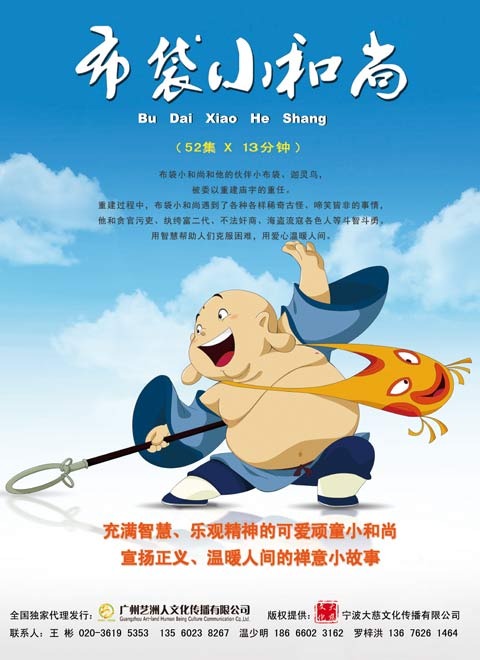 布袋小和尚
Bu Dai Xiao He Shang
（52集 X 13分钟）
布袋小和尚和他的伙伴小布袋、迦灵鸟，
被委以重建庙宇的重任。
重建过程中，布袋小和尚遇到了各种各样稀奇古怪、啼笑皆非的事情，
他和贪官污吏、纨绔富二代、不法奸商、海盗流寇各色人等斗智斗勇。
用智慧帮助人们克服困难，用爱心温暖人间。
充满智慧、乐观精神的可爱顽童小和尚
宣扬正义、温暖人间的禅意小故事
全国独家代理发行： 广州艺洲人文化传播有限公司 版权提供： 宁波大慈文化传播有限公司
Guangzhou Art-land Human Being Culture Communication Co.,Ltd.
联系人：王 彬 020-3619 5353 135 6023 8267 温少明 186 6602 3162 罗梓洪 136 7626 1464